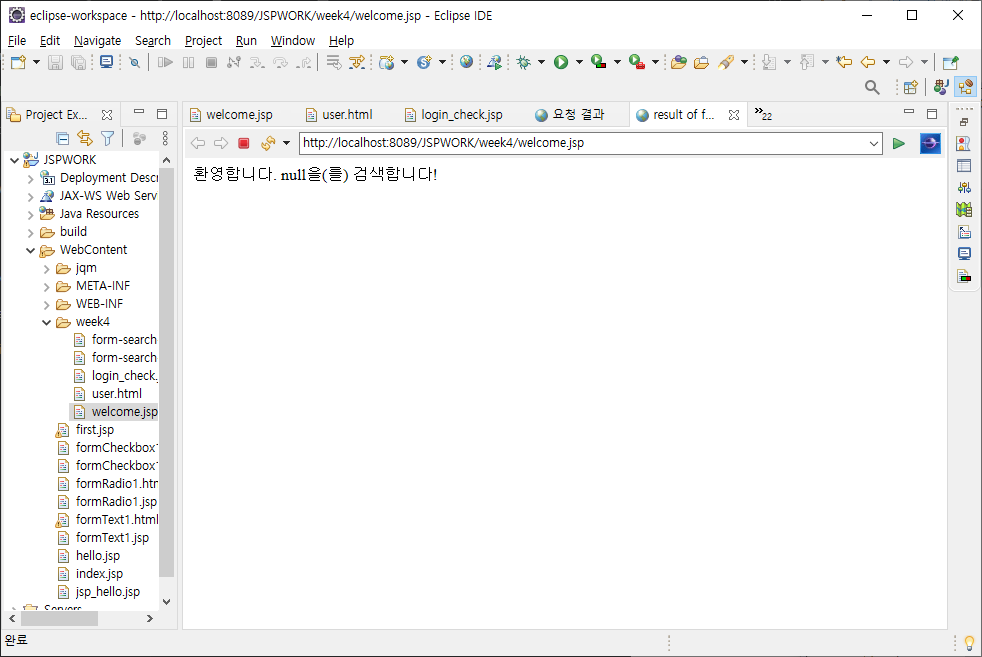 eclipse-workspace - http://localhost:8089/JSPWORK/week4/welcome.jsp - Eclipse IDE
File Edit Navigate Search Project Run Window Help
Project Ex...
welcome.jsp user.html login_check.jsp 요청 결과 result of f... »22
http://localhost:8089/JSPWORK/week4/welcome.jsp
환영합니다. null을(를) 검색합니다!
JSPWORK
Deployment Descr
JAX-WS Web Serv
Java Resources
build
WebContent
jqm
META-INF
WEB-INF
week4
form-search
form-search
login_check.
user.html
welcome.jsp
first.jsp
formCheckbox1
formCheckbox1
formRadio1.htm
formRadio1.jsp
formText1.html
formText1.jsp
hello.jsp
index.jsp
jsp_hello.jsp
Servers
완료